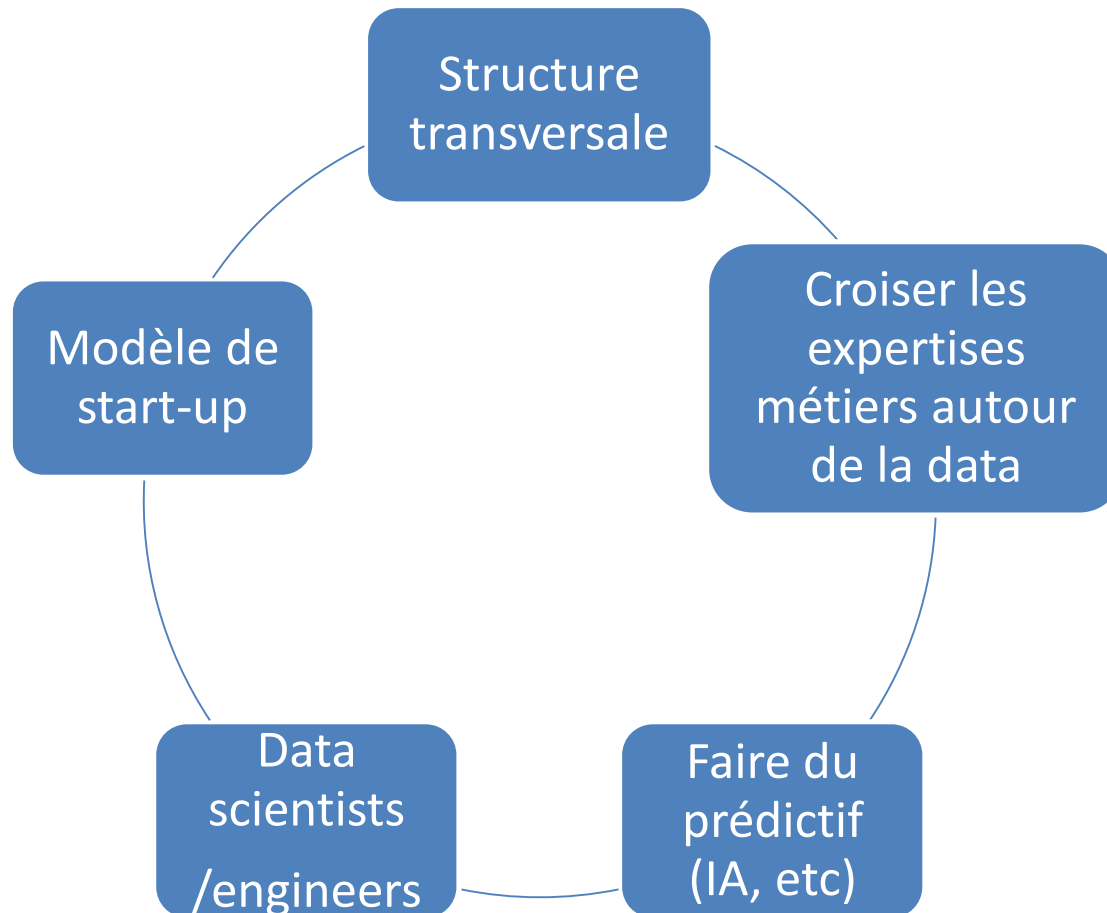 Structure
transversale
Croiser les
expertises
métiers autour
de la data
Faire du
prédictif
(IA, etc)
Data
scientists
/engineers
Modèle de
start-up